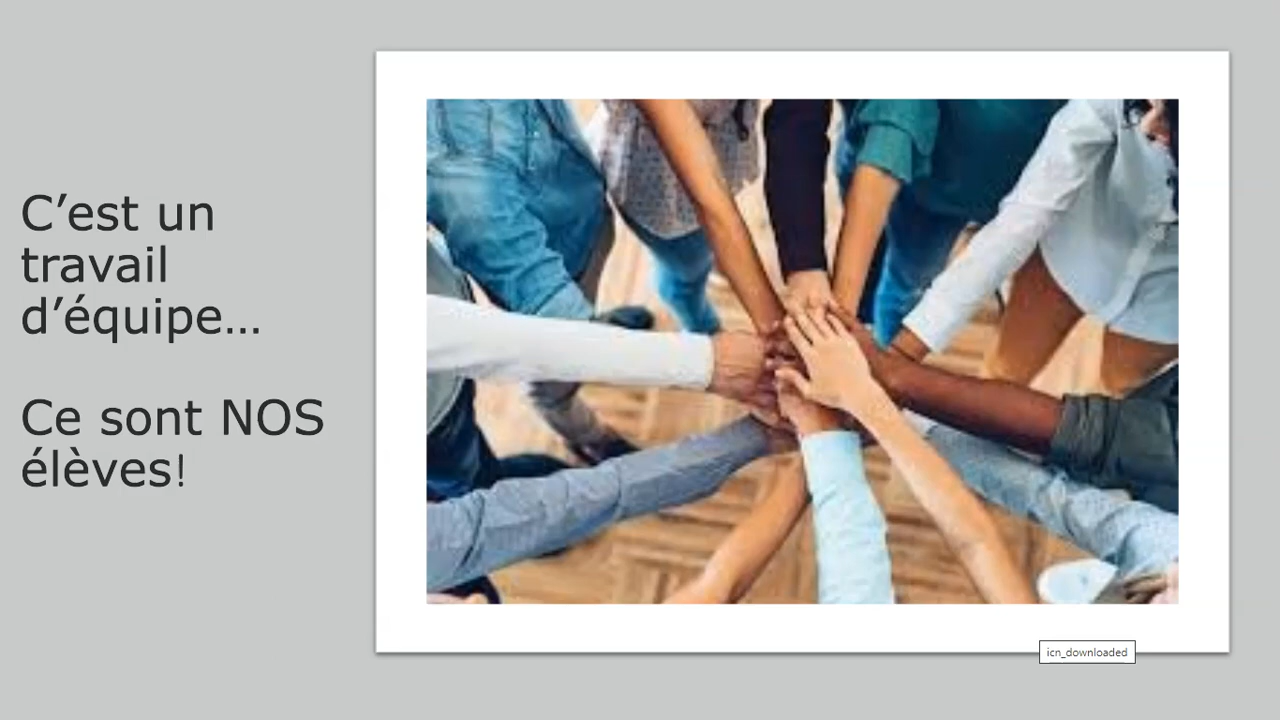 C’est un
travail
d’équipe…
Ce sont NOS
élèves!
icn_downloaded